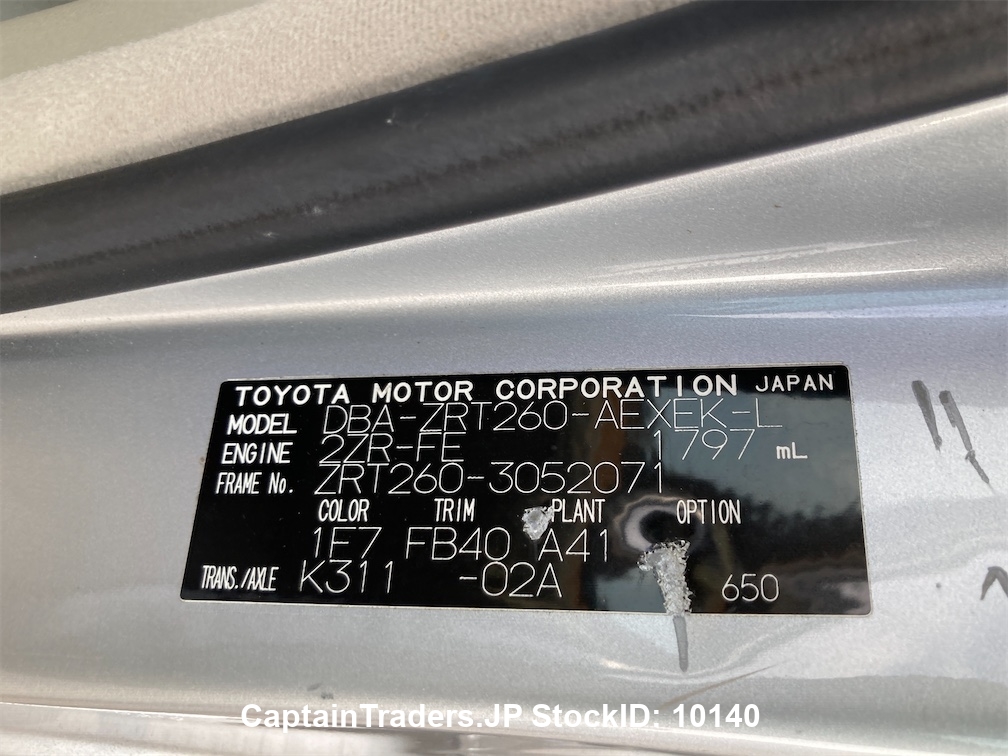 TOYOTA MOTOR CORPORATION JAPAN
MODEL DBA-ZRT260-AEXEK-L
ENGINE 2ZR-FE 1797 mL
FRAME No. ZRT260-3052071
COLOR TRIM PLANT OPTION
1F7 FB40 A41
TRANS./AXLE K311 -02A 650
CaptainTraders.JP StockID: 10140